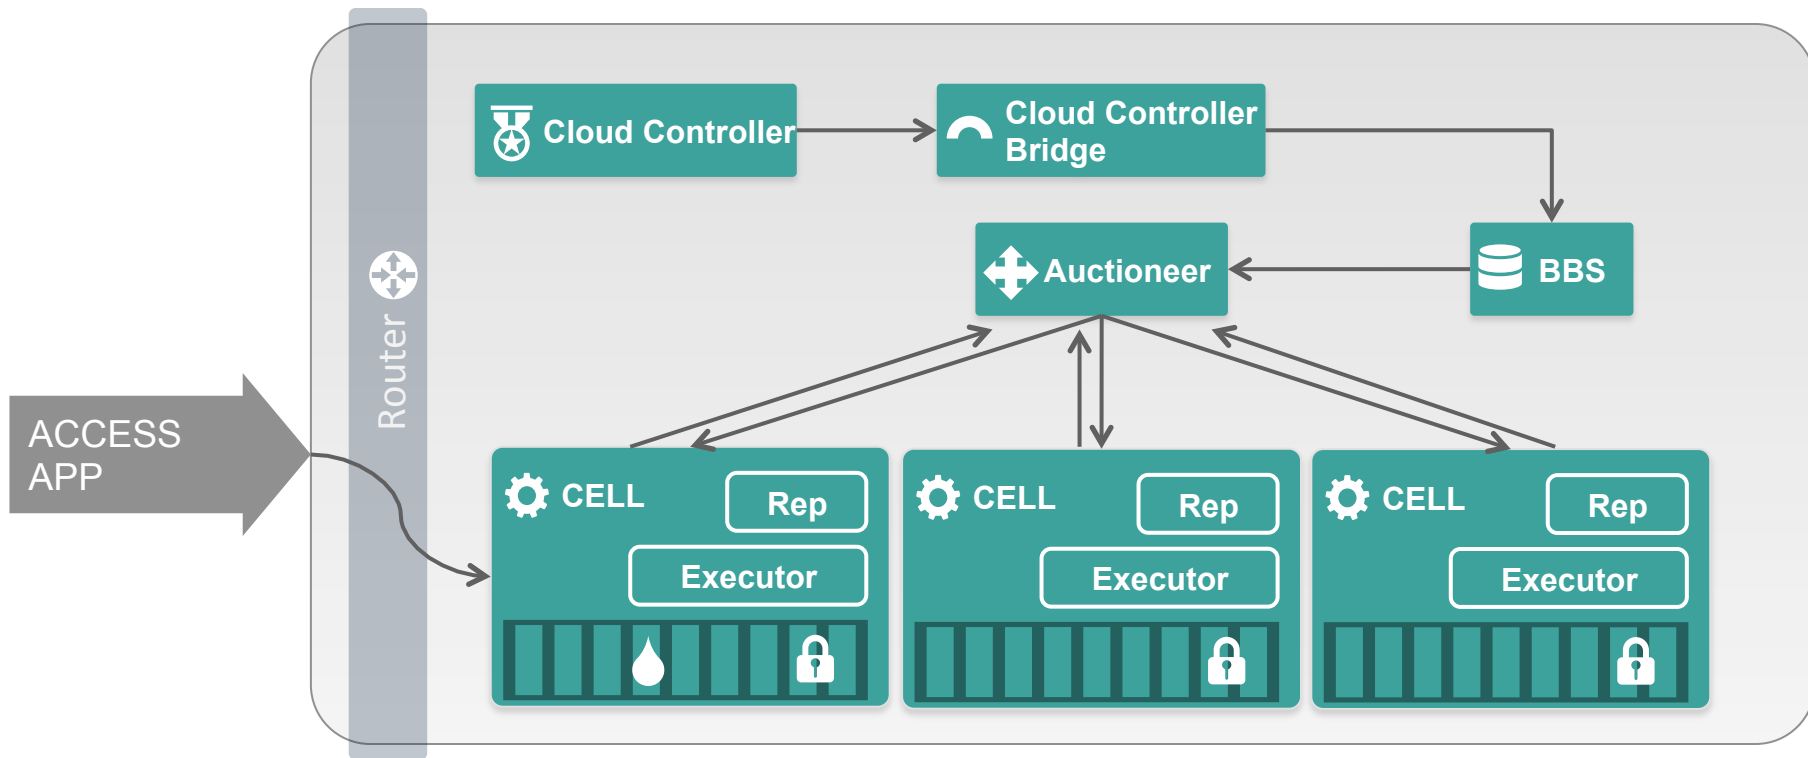 Cloud Controller
Cloud Controller
Bridge
Auctioneer
BBS
Router
ACCESS
APP
CELL
Rep
Executor
CELL
Rep
Executor
CELL
Rep
Executor